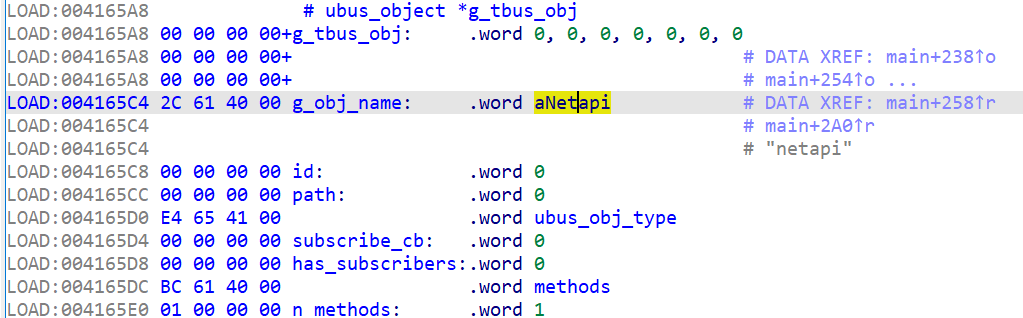 LOAD:004165A8 # ubus_object *g_tbus_obj
LOAD:004165A8 00 00 00 00+g_tbus_obj: .word 0, 0, 0, 0, 0, 0, 0
LOAD:004165A8 00 00 00 00+ # DATA XREF: main+238↑o
LOAD:004165A8 00 00 00 00+ # main+254↑o ...
LOAD:004165C4 2C 61 40 00 g_obj_name: .word aNetapi # DATA XREF: main+258↑r
LOAD:004165C4 # main+2A0↑r
LOAD:004165C4 # "netapi"
LOAD:004165C8 00 00 00 00 id: .word 0
LOAD:004165CC 00 00 00 00 path: .word 0
LOAD:004165D0 E4 65 41 00 .word ubus_obj_type
LOAD:004165D4 00 00 00 00 subscribe_cb: .word 0
LOAD:004165D8 00 00 00 00 has_subscribers:.word 0
LOAD:004165DC BC 61 40 00 .word methods
LOAD:004165E0 01 00 00 00 n_methods: .word 1